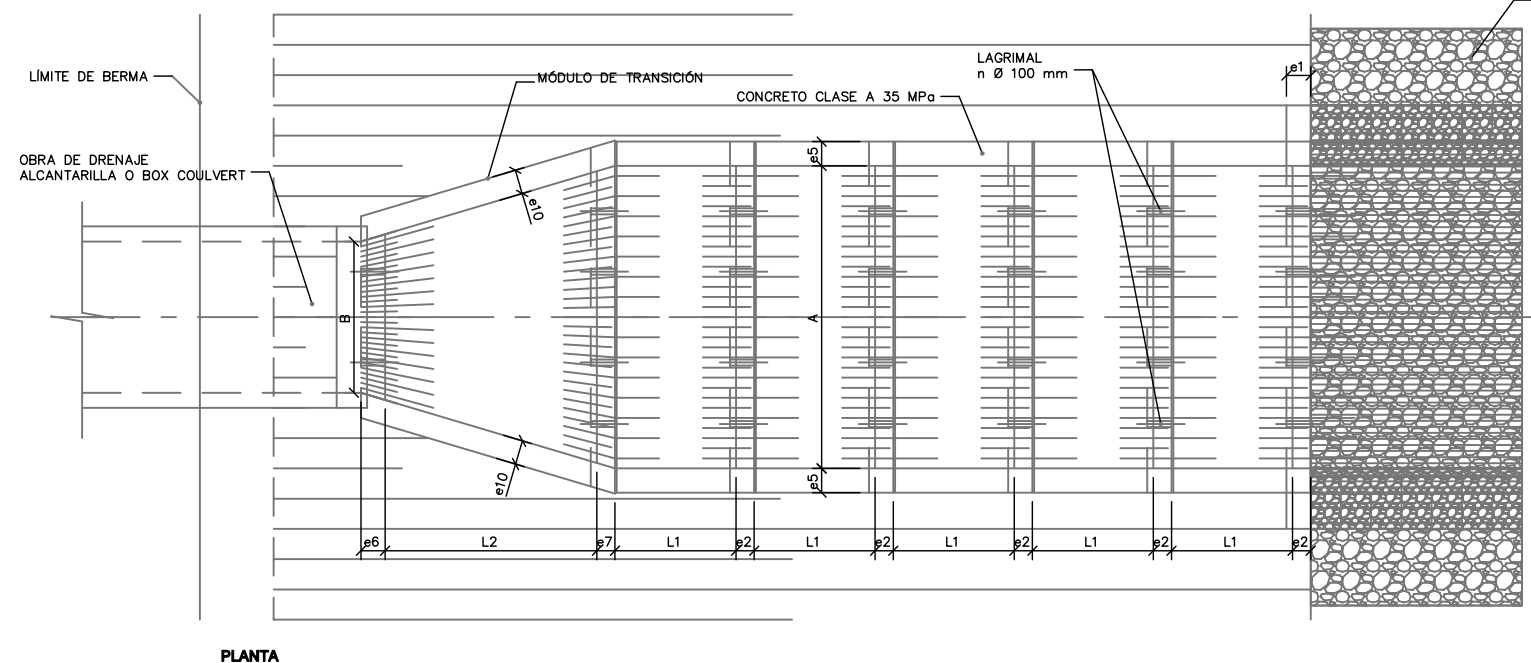 LÍMITE DE BERMA
MÓDULO DE TRANSICIÓN
LAGRIMAL
n Ø 100 mm
CONCRETO CLASE A 35 MPa
e1
OBRA DE DRENAJE
ALCANTARILLA O BOX COULVERT
e5
e10
B
A
e10
e5
e6
L2
e7
L1
e2
L1
e2
L1
e2
L1
e2
L1
e2
PLANTA